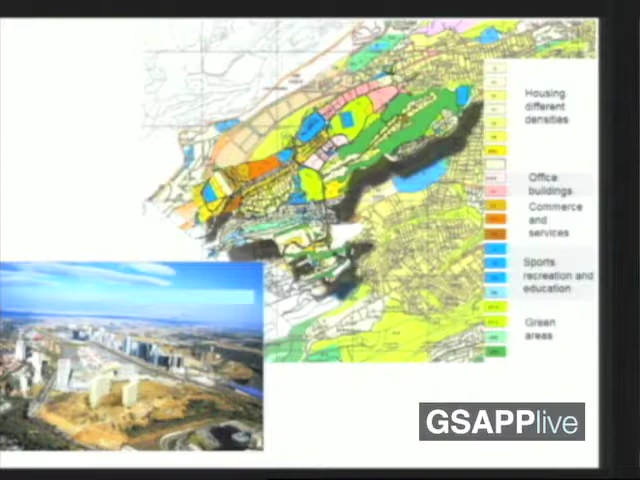 Housing
different
densities
Office
buildings
Commerce
and
services
Sports
recreation and
education
Green
areas
GSAPPlive